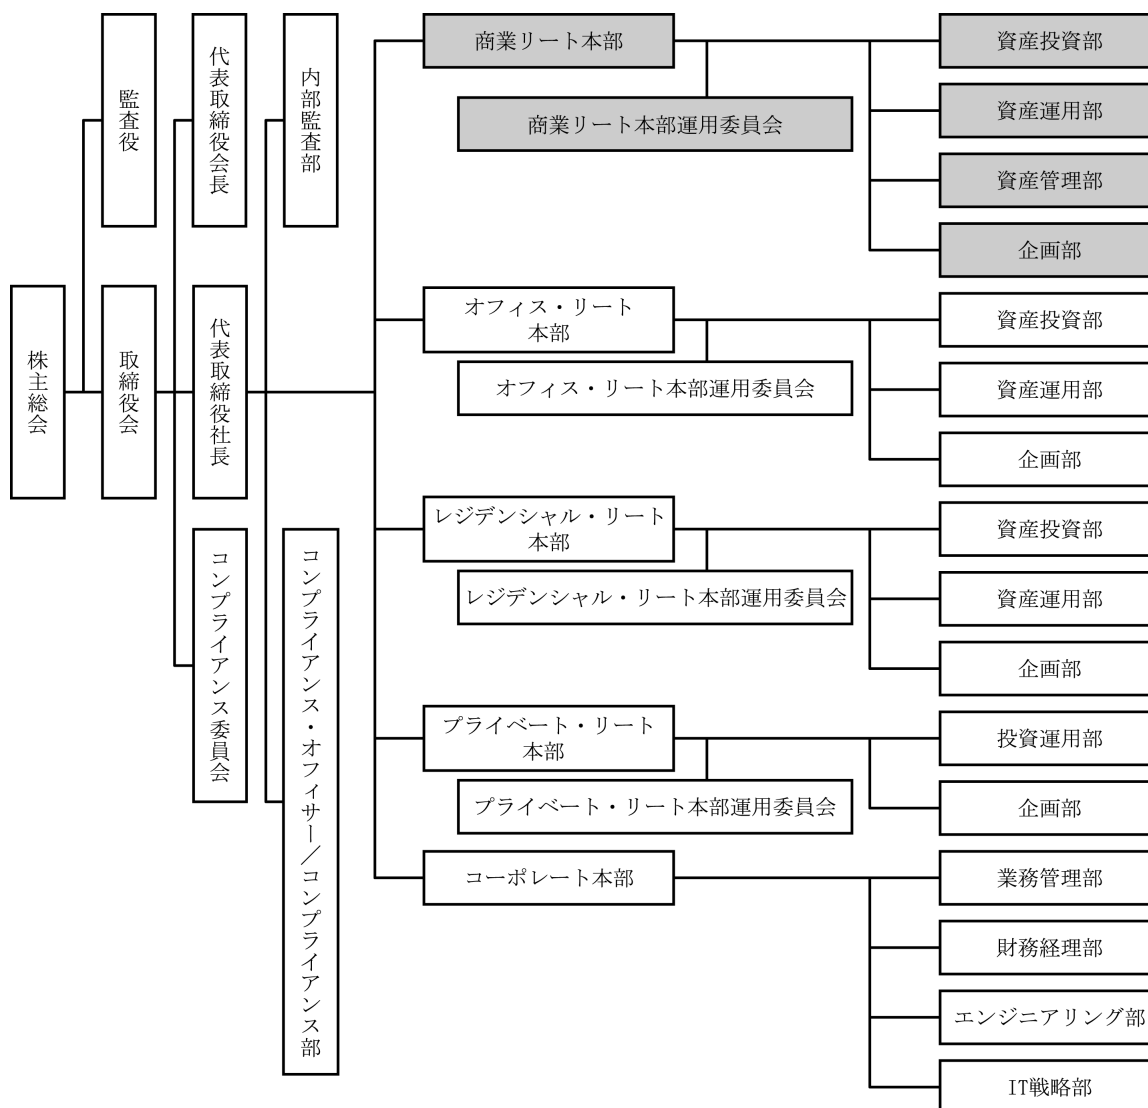 株主総会
監査役
取締役会
代表取締役会長
代表取締役社長
コンプライアンス委員会
内部監査部
コンプライアンス・オフィサー／コンプライアンス部
商業リート本部
商業リート本部運用委員会
資産投資部
資産運用部
資産管理部
企画部
オフィス・リート
本部
オフィス・リート本部運用委員会
資産投資部
資産運用部
企画部
レジデンシャル・リート
本部
レジデンシャル・リート本部運用委員会
資産投資部
資産運用部
企画部
プライベート・リート
本部
プライベート・リート本部運用委員会
投資運用部
企画部
コーポレート本部
業務管理部
財務経理部
エンジニアリング部
IT戦略部